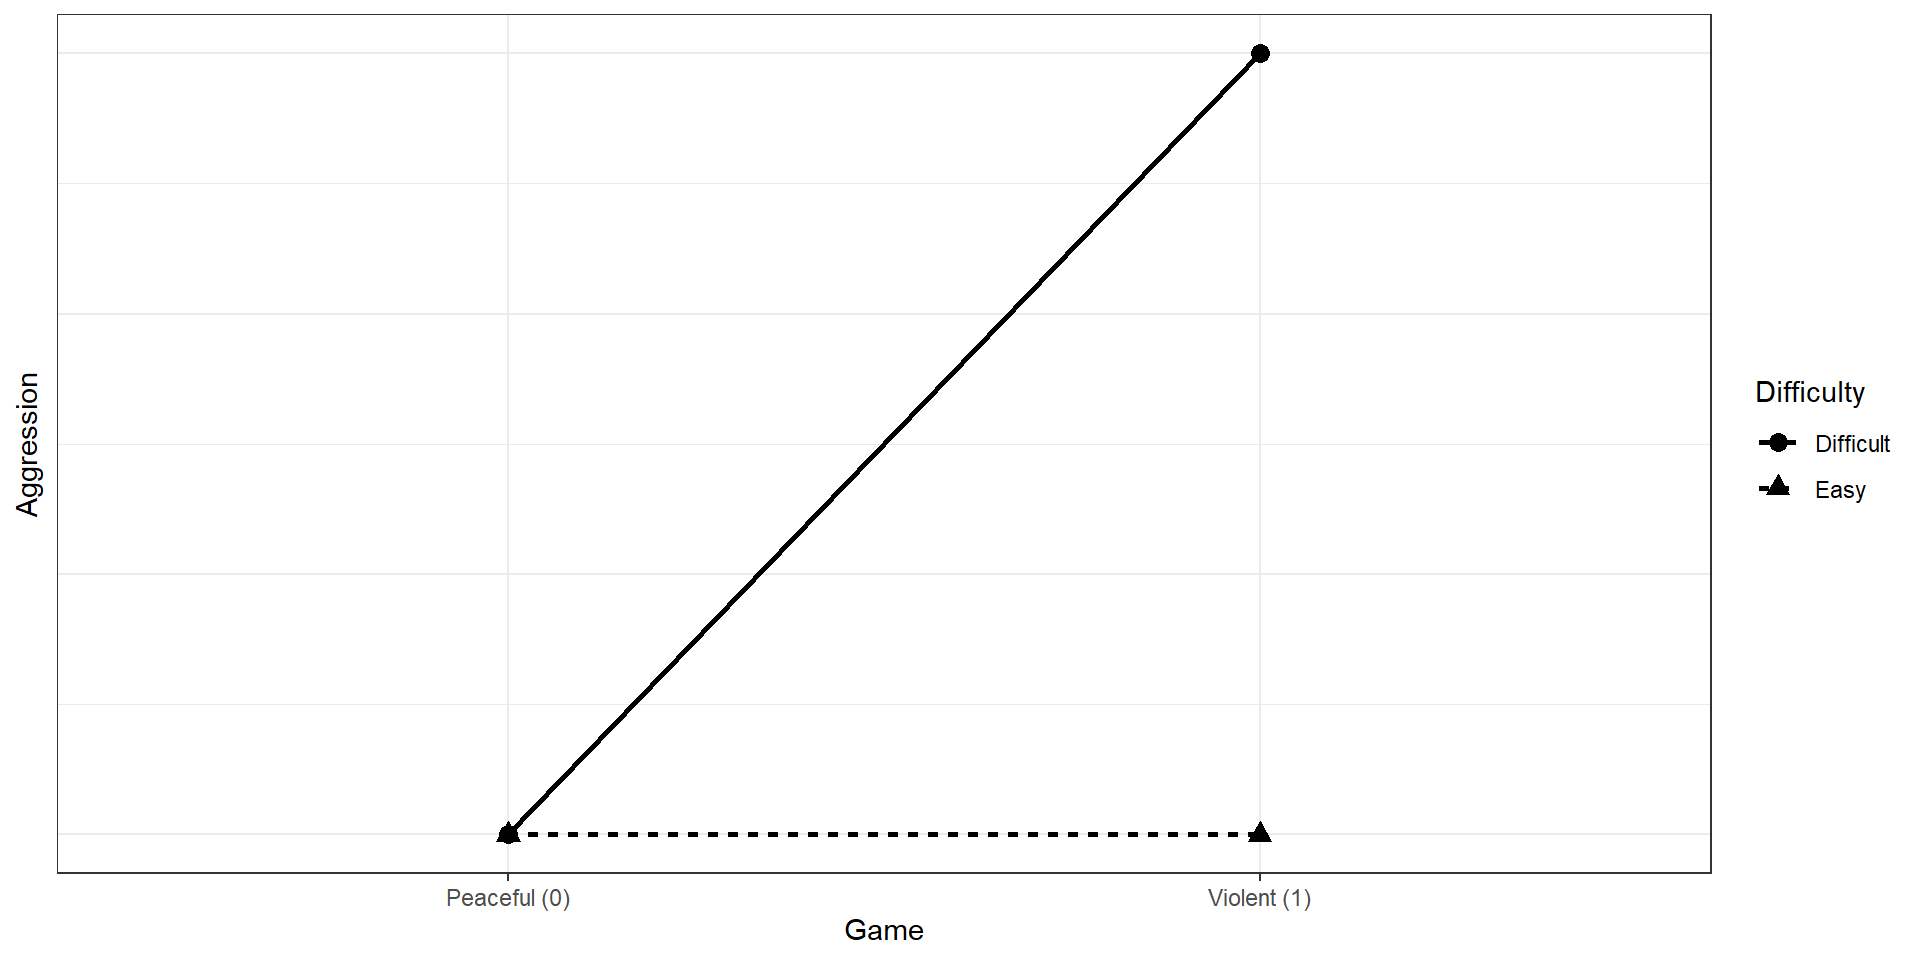 Aggression
Peaceful (0)
Violent (1)
Game
Difficulty
Difficult
Easy